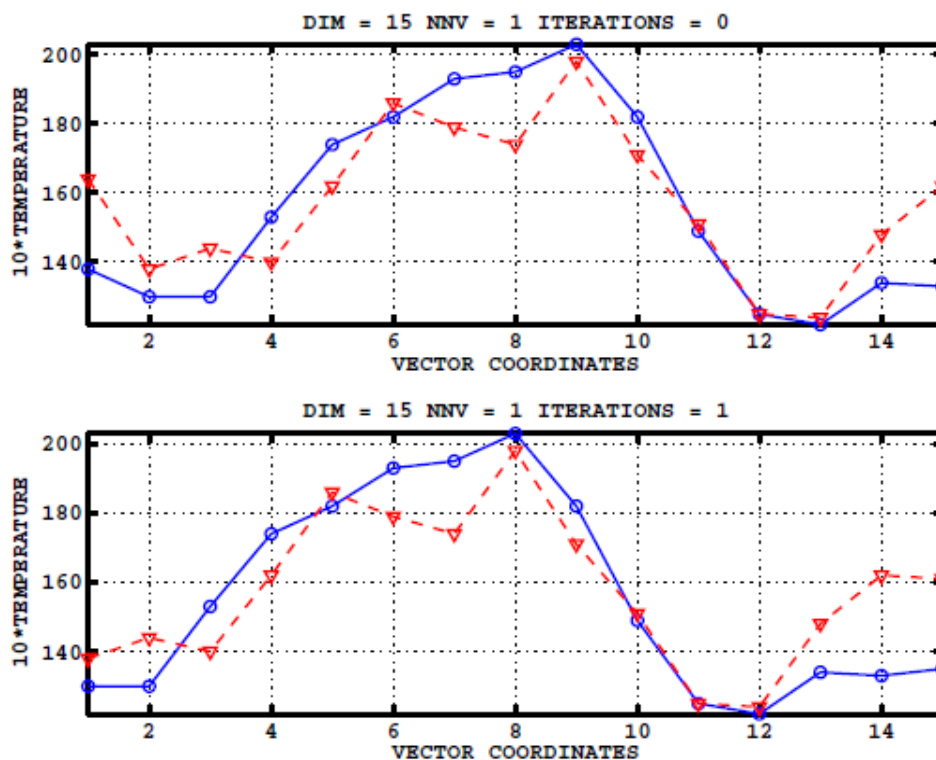 DIM = 15 NNV = 1 ITERATIONS = 0
200
180
160
140
10*TEMPERATURE
2 4 6 8 10 12 14
VECTOR COORDINATES
DIM = 15 NNV = 1 ITERATIONS = 1
200
180
160
140
10*TEMPERATURE
2 4 6 8 10 12 14
VECTOR COORDINATES